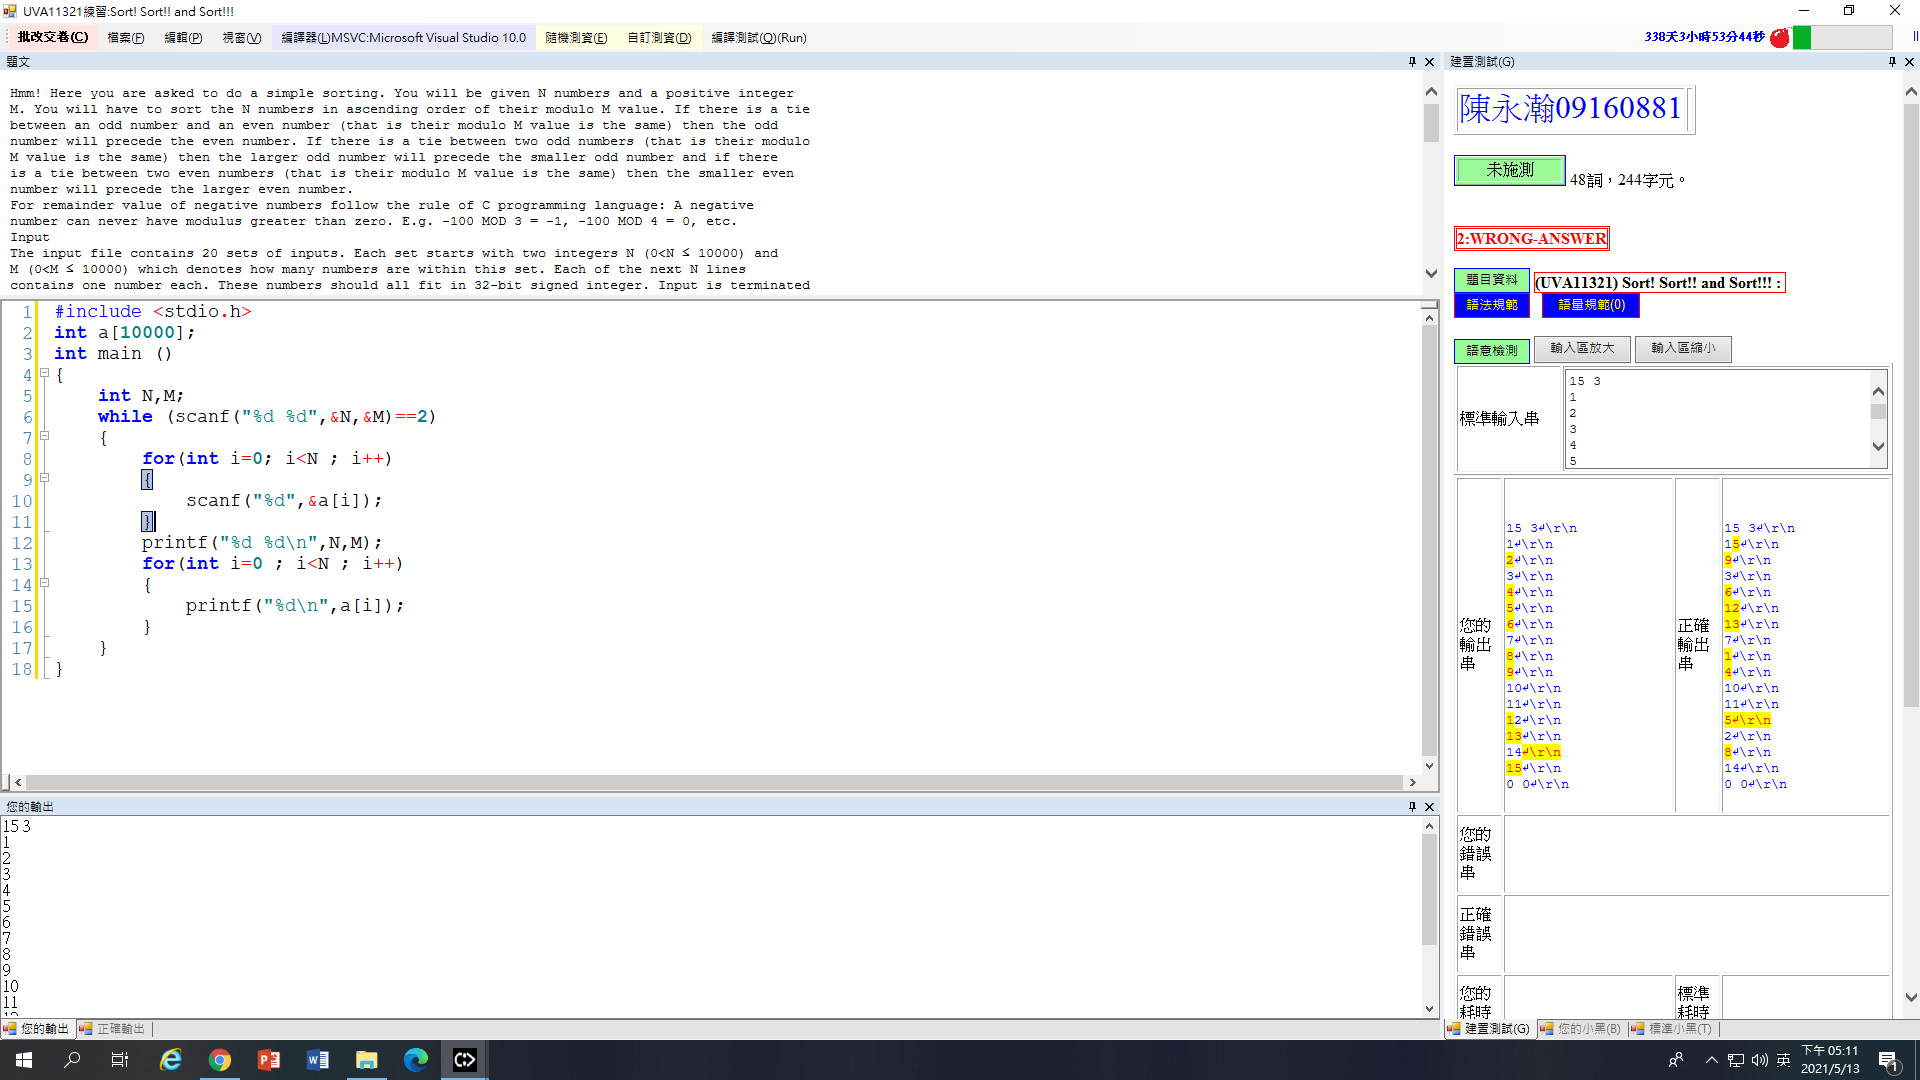 UVA11321練習:Sort! Sort!! and Sort!!!
批改交卷(C) 檔案(F) 編輯(P) 視窗(V) 編譯器(L)MSVC:Microsoft Visual Studio 10.0 隨機測資(E) 自訂測資(D) 編譯測試(Q)(Run)
338天3小時53分44秒
題文
Hmm! Here you are asked to do a simple sorting. You will be given N numbers and a positive integer
M. You will have to sort the N numbers in ascending order of their modulo M value. If there is a tie
between an odd number and an even number (that is their modulo M value is the same) then the odd
number will precede the even number. If there is a tie between two odd numbers (that is their modulo
M value is the same) then the larger odd number will precede the smaller odd number and if there
is a tie between two even numbers (that is their modulo M value is the same) then the smaller even
number will precede the larger even number.
For remainder value of negative numbers follow the rule of C programming language: A negative
number can never have modulus greater than zero. E.g. -100 MOD 3 = -1, -100 MOD 4 = 0, etc.
Input
The input file contains 20 sets of inputs. Each set starts with two integers N (0<N ≤ 10000) and
M (0<M ≤ 10000) which denotes how many numbers are within this set. Each of the next N lines
contains one number each. These numbers should all fit in 32-bit signed integer. Input is terminated
1 #include <stdio.h>
2 int a[10000];
3 int main ()
4 {
5 int N,M;
6 while (scanf("%d %d",&N,&M)==2)
7 {
8 for(int i=0; i<N ; i++)
9 {
10 scanf("%d",&a[i]);
11 }
12 printf("%d %d\n",N,M);
13 for(int i=0 ; i<N ; i++)
14 {
15 printf("%d\n",a[i]);
16 }
17 }
18 }
您的輸出
15 3
1
2
3
4
5
6
7
8
9
10
11
您的輸出 正確輸出
建置測試(G)
陳永瀚09160881
未施測 48詞，244字元。
2:WRONG-ANSWER
題目資料 (UVA11321) Sort! Sort!! and Sort!!! :
語法規範 語量規範(0)
語意檢測 輸入區放大 輸入區縮小
標準輸入串
15 3
1
2
3
4
5
您的輸出串
15 3↲\r\n
1↲\r\n
2↲\r\n
3↲\r\n
4↲\r\n
5↲\r\n
6↲\r\n
7↲\r\n
8↲\r\n
9↲\r\n
10↲\r\n
11↲\r\n
12↲\r\n
13↲\r\n
14↲\r\n
15↲\r\n
0 0↲\r\n
正確輸出串
15 3↲\r\n
15↲\r\n
9↲\r\n
3↲\r\n
6↲\r\n
12↲\r\n
13↲\r\n
7↲\r\n
1↲\r\n
4↲\r\n
10↲\r\n
11↲\r\n
5↲\r\n
2↲\r\n
8↲\r\n
14↲\r\n
0 0↲\r\n
您的錯誤串
正確錯誤串
您的耗時
標準耗時
建置測試(G) 您的小黑(B) 標準小黑(T)
英
下午 05:11
2021/5/13
1